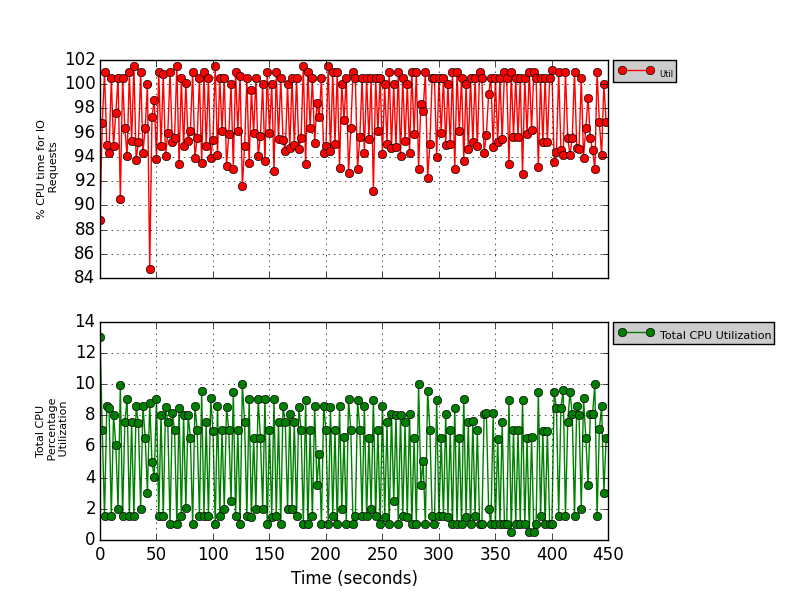 102
100
98
96
94
92
90
88
86
84
% CPU time for IO
Requests
Util
14
12
10
8
6
4
2
0
Total CPU
Percentage
Utilization
Total CPU Utilization
0 50 100 150 200 250 300 350 400 450
Time (seconds)